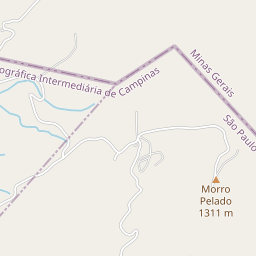 Minas Gerais
ográfica Intermediária de Campinas
São Paulo
Morro
Pelado
1311 m